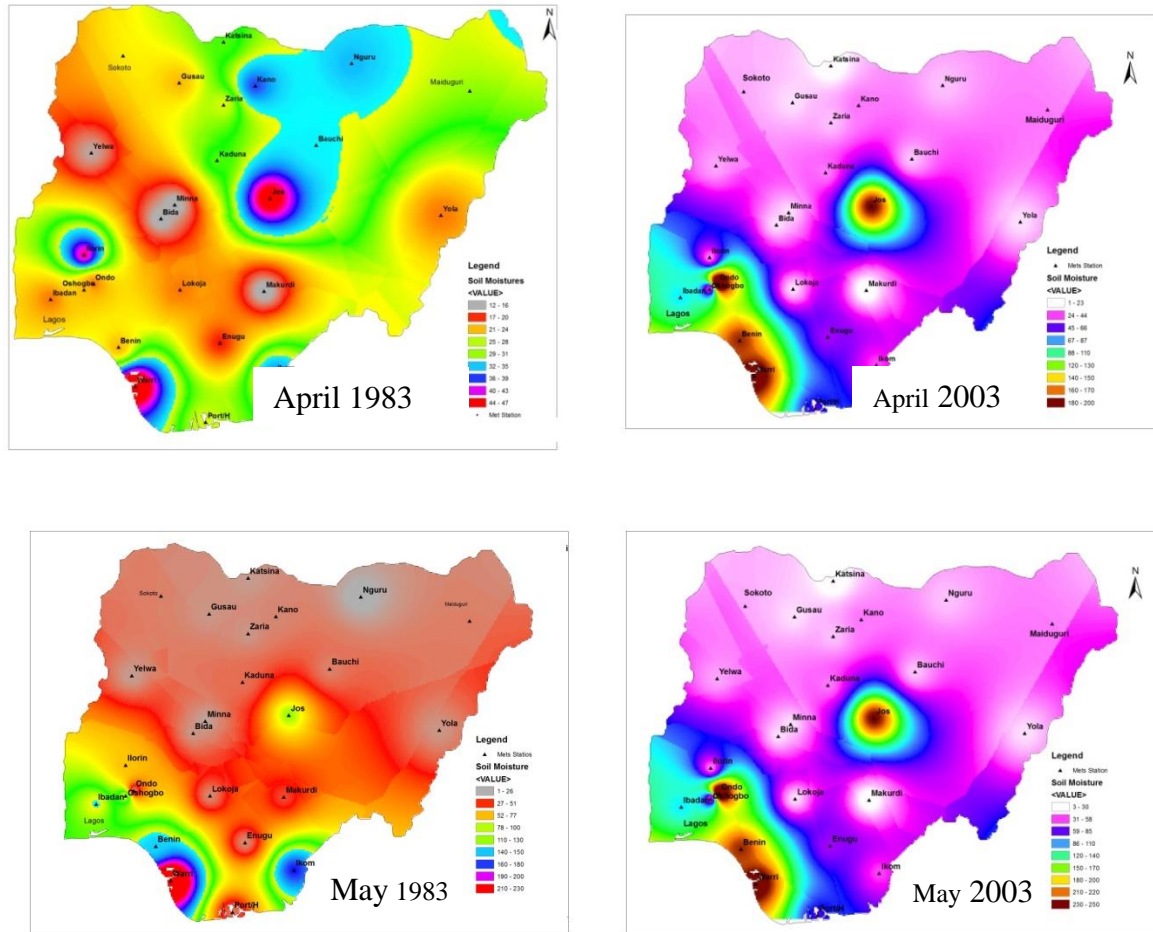 N
Katsina
Nguru
Sokoto
Gusau
Kano
Maiduguri
Zaria
Bauchi
Yelwa
Kaduna
Jos
Minna
Bida
Yola
Ilorin
Ondo
Oshogbo
Ibadan
Lokoja
Makurdi
Lagos
Enugu
Benin
Warri
Port/H
Legend
Soil Moistures
<VALUE>
12 - 16
17 - 20
21 - 24
25 - 28
29 - 31
32 - 35
36 - 39
40 - 43
44 - 47
Met Station
April 1983
N
Katsina
Sokoto
Nguru
Gusau
Kano
Maiduguri
Zaria
Bauchi
Yelwa
Kaduna
Jos
Minna
Bida
Yola
Ilorin
Ondo
Oshogbo
Ibadan
Lokoja
Makurdi
Lagos
Benin
Enugu
Ikom
Warri
Legend
Mets Station
Soil Moisture
<VALUE>
1 - 23
24 - 44
45 - 66
67 - 87
88 - 110
120 - 130
140 - 150
160 - 170
180 - 200
April 2003
Katsina
Sokoto
Nguru
Gusau
Kano
Maiduguri
Zaria
Bauchi
Yelwa
Kaduna
Jos
Minna
Bida
Yola
Ilorin
Ondo
Oshogbo
Ibadan
Lokoja
Makurdi
Lagos
Benin
Enugu
Ikom
Warri
Port/H
Legend
Mets Statios
Soil Moisture
<VALUE>
1 - 26
27 - 51
52 - 77
78 - 100
110 - 130
140 - 150
160 - 180
190 - 200
210 - 230
May 1983
N
Katsina
Sokoto
Nguru
Gusau
Kano
Maiduguri
Zaria
Bauchi
Yelwa
Kaduna
Jos
Minna
Bida
Yola
Ilorin
Ondo
Oshogbo
Ibadan
Lokoja
Makurdi
Lagos
Benin
Enugu
Ikom
Warri
Legend
Mets Station
Soil Moisture
<VALUE>
3 - 30
31 - 58
59 - 85
86 - 110
120 - 140
150 - 170
180 - 200
210 - 220
230 - 250
May 2003